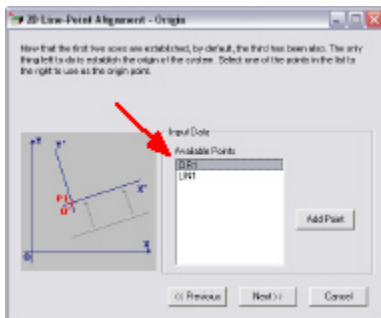 2D Line-Point Alignment - Origin
Now that the first two axes are established, by default, the third has been also. The only
thing left to do is establish the origin of the system. Select one of the points in the list to
the right to use as the origin point.
Input Data
Available Points
CIR1
LIN1
Add Point
Y
Y'
X'
P1
O'
X
O
<< Previous
Next >>
Cancel